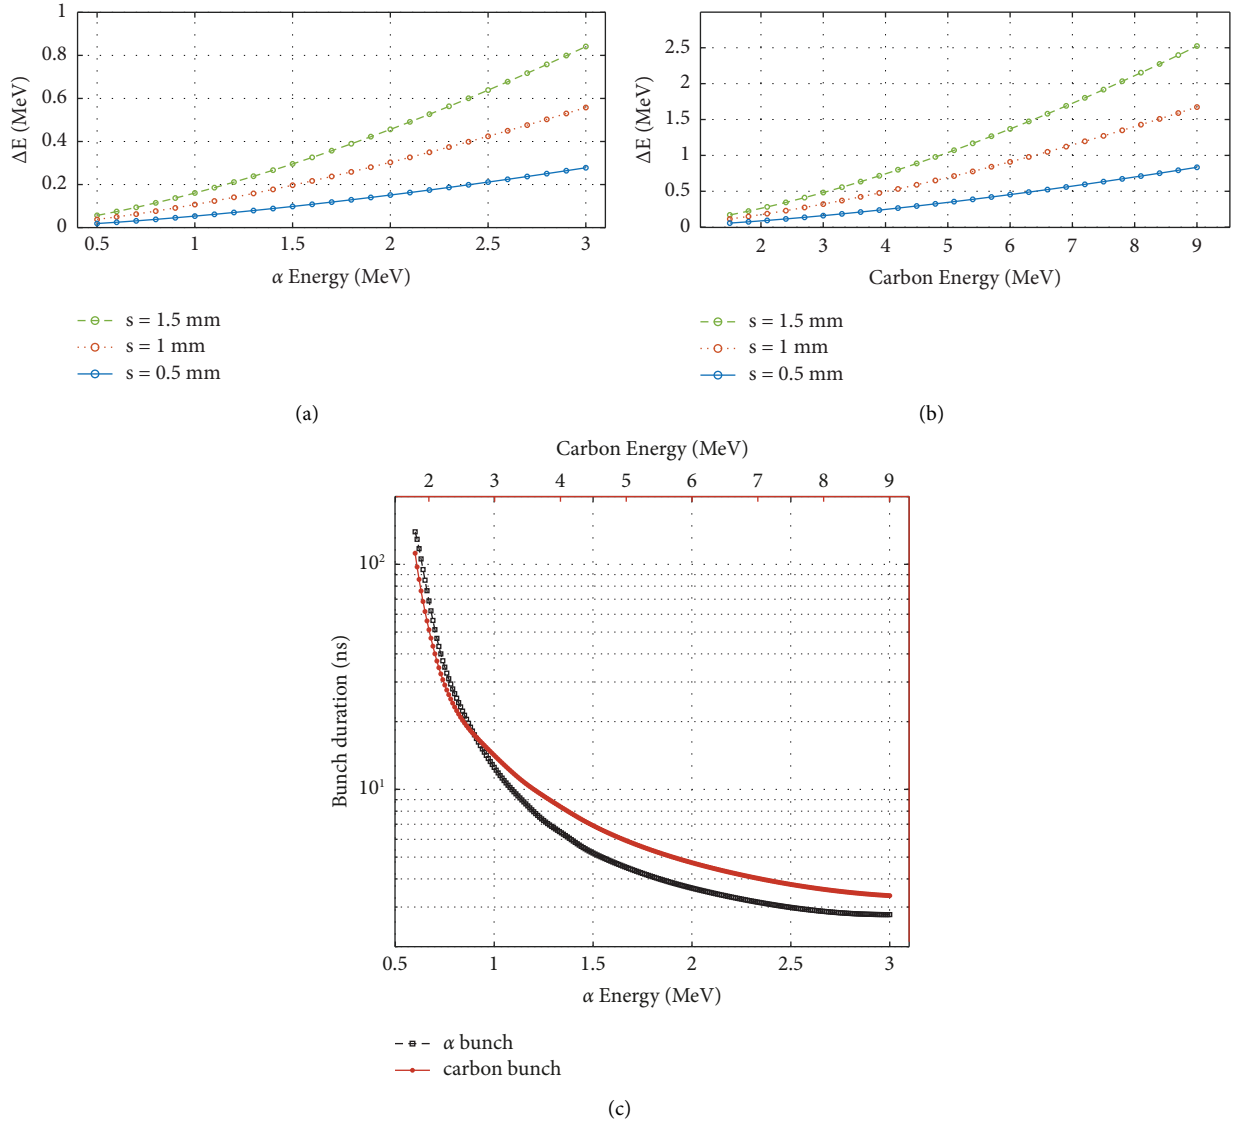 1
0.8
0.6
0.4
0.2
0
ΔE (MeV)
0.5 1 1.5 2 2.5 3
α Energy (MeV)
s = 1.5 mm
s = 1 mm
s = 0.5 mm
(a)
2.5
2
1.5
1
0.5
0
ΔE (MeV)
2 3 4 5 6 7 8 9
Carbon Energy (MeV)
s = 1.5 mm
s = 1 mm
s = 0.5 mm
(b)
Carbon Energy (MeV)
2 3 4 5 6 7 8 9
10²
10¹
Bunch duration (ns)
0.5 1 1.5 2 2.5 3
α Energy (MeV)
α bunch
carbon bunch
(c)